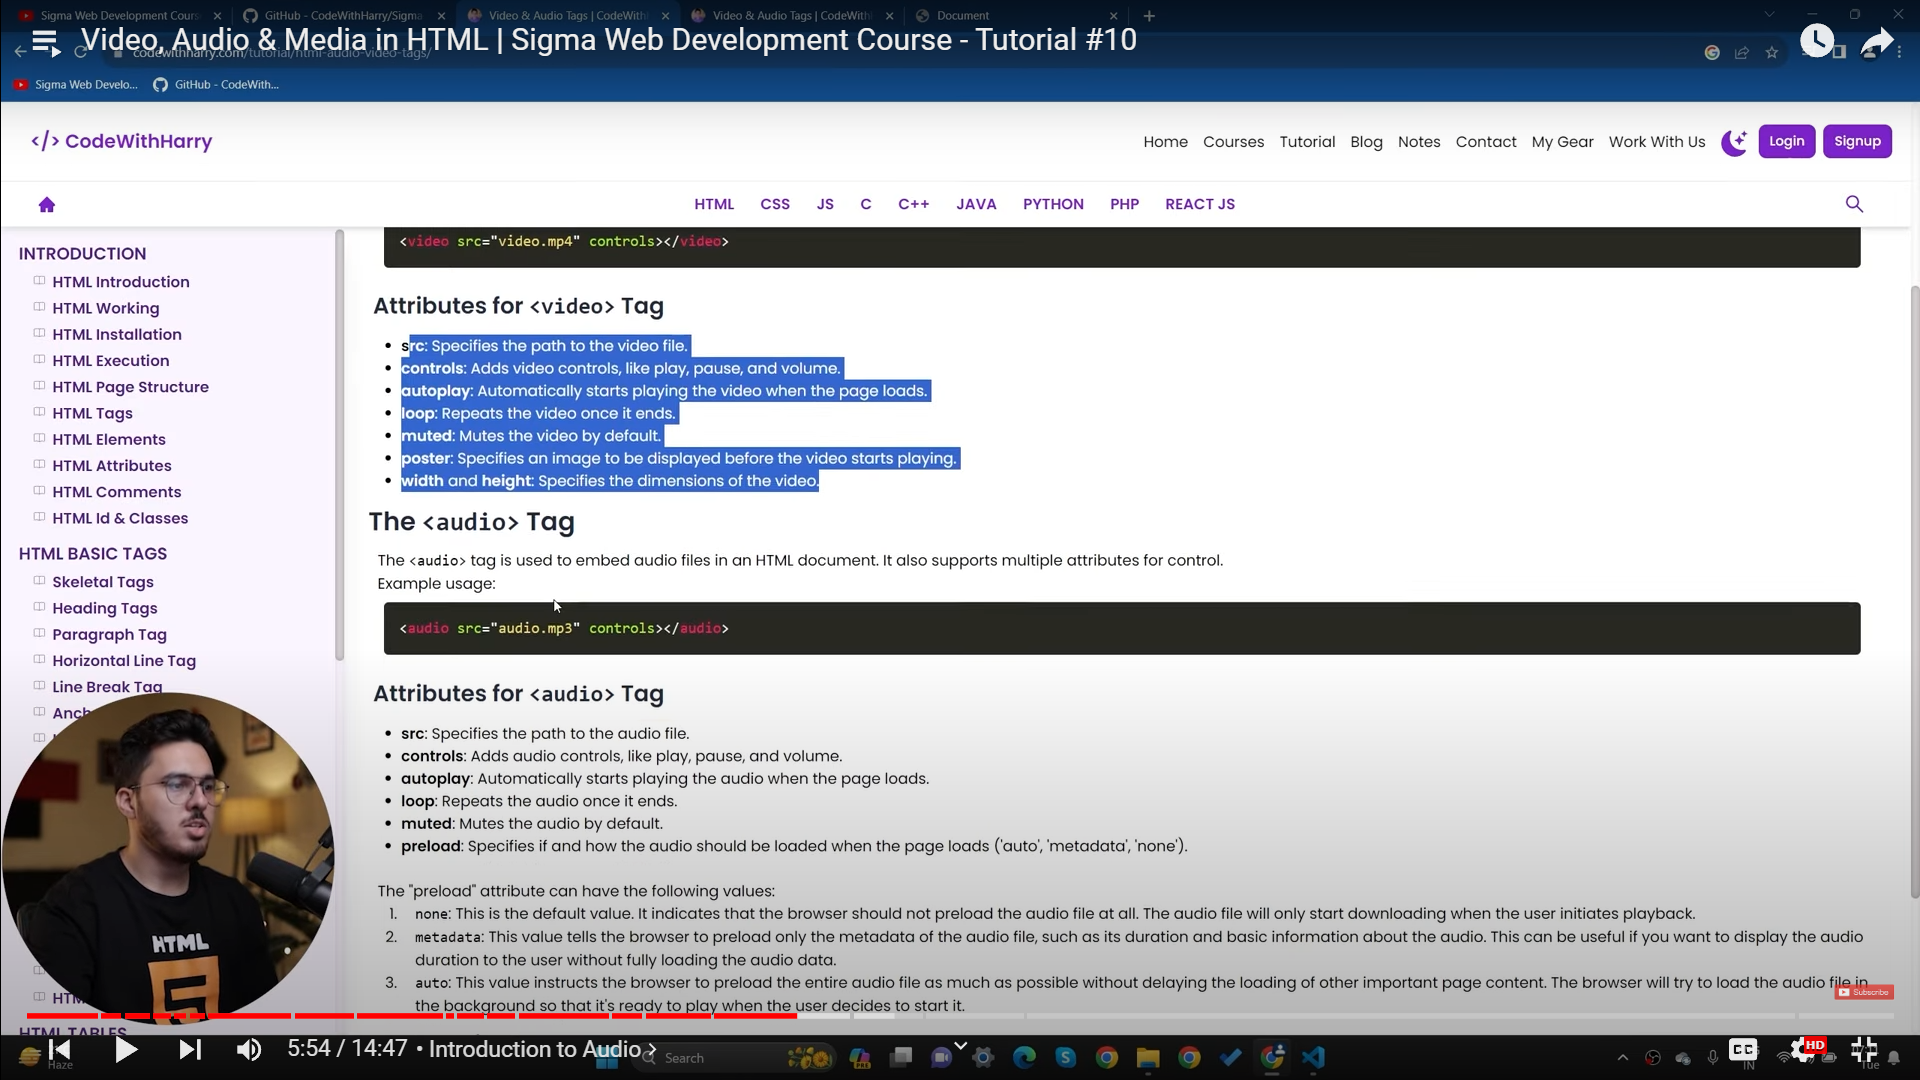 Sigma Web Development Cours
GitHub - CodeWithHarry/Sigma
Video & Audio Tags | CodeWith
Video & Audio Tags | CodeWith
Document
Video, Audio & Media in HTML | Sigma Web Development Course - Tutorial #10
codewithharry.com/tutorial/html-audio-video-tags/
Sigma Web Develo...
GitHub - CodeWith...
</> CodeWithHarry
Home
Courses
Tutorial
Blog
Notes
Contact
My Gear
Work With Us
Login
Signup
HTML
CSS
JS
C
C++
JAVA
PYTHON
PHP
REACT JS
INTRODUCTION
HTML Introduction
HTML Working
HTML Installation
HTML Execution
HTML Page Structure
HTML Tags
HTML Elements
HTML Attributes
HTML Comments
HTML Id & Classes
HTML BASIC TAGS
Skeletal Tags
Heading Tags
Paragraph Tag
Horizontal Line Tag
Line Break Tag
Anch
HTM
HTML TABLES
<video src="video.mp4" controls></video>
Attributes for <video> Tag
• src: Specifies the path to the video file.
• controls: Adds video controls, like play, pause, and volume.
• autoplay: Automatically starts playing the video when the page loads.
• loop: Repeats the video once it ends.
• muted: Mutes the video by default.
• poster: Specifies an image to be displayed before the video starts playing.
• width and height: Specifies the dimensions of the video.
The <audio> Tag
The <audio> tag is used to embed audio files in an HTML document. It also supports multiple attributes for control.
Example usage:
<audio src="audio.mp3" controls></audio>
Attributes for <audio> Tag
• src: Specifies the path to the audio file.
• controls: Adds audio controls, like play, pause, and volume.
• autoplay: Automatically starts playing the audio when the page loads.
• loop: Repeats the audio once it ends.
• muted: Mutes the audio by default.
• preload: Specifies if and how the audio should be loaded when the page loads ('auto', 'metadata', 'none').
The "preload" attribute can have the following values:
1. none: This is the default value. It indicates that the browser should not preload the audio file at all. The audio file will only start downloading when the user initiates playback.
2. metadata: This value tells the browser to preload only the metadata of the audio file, such as its duration and basic information about the audio. This can be useful if you want to display the audio
duration to the user without fully loading the audio data.
3. auto: This value instructs the browser to preload the entire audio file as much as possible without delaying the loading of other important page content. The browser will try to load the audio file in
the background so that it's ready to play when the user decides to start it.
HTML
5
Subscribe
5:54 / 14:47 • Introduction to Audio
Haze
Search
CC
HD
IN
Tue